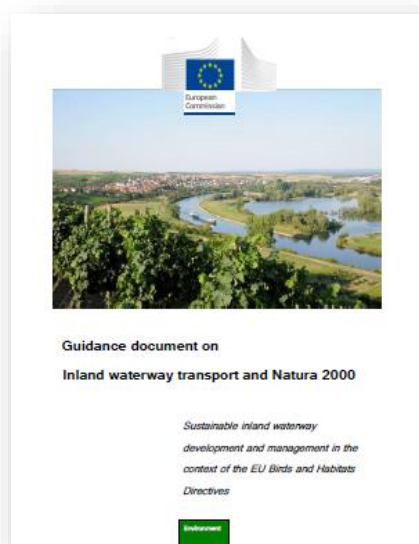 European
Commission
Guidance document on
Inland waterway transport and Natura 2000
Sustainable inland waterway
development and management in the
context of the EU Birds and Habitats
Directives
Environment